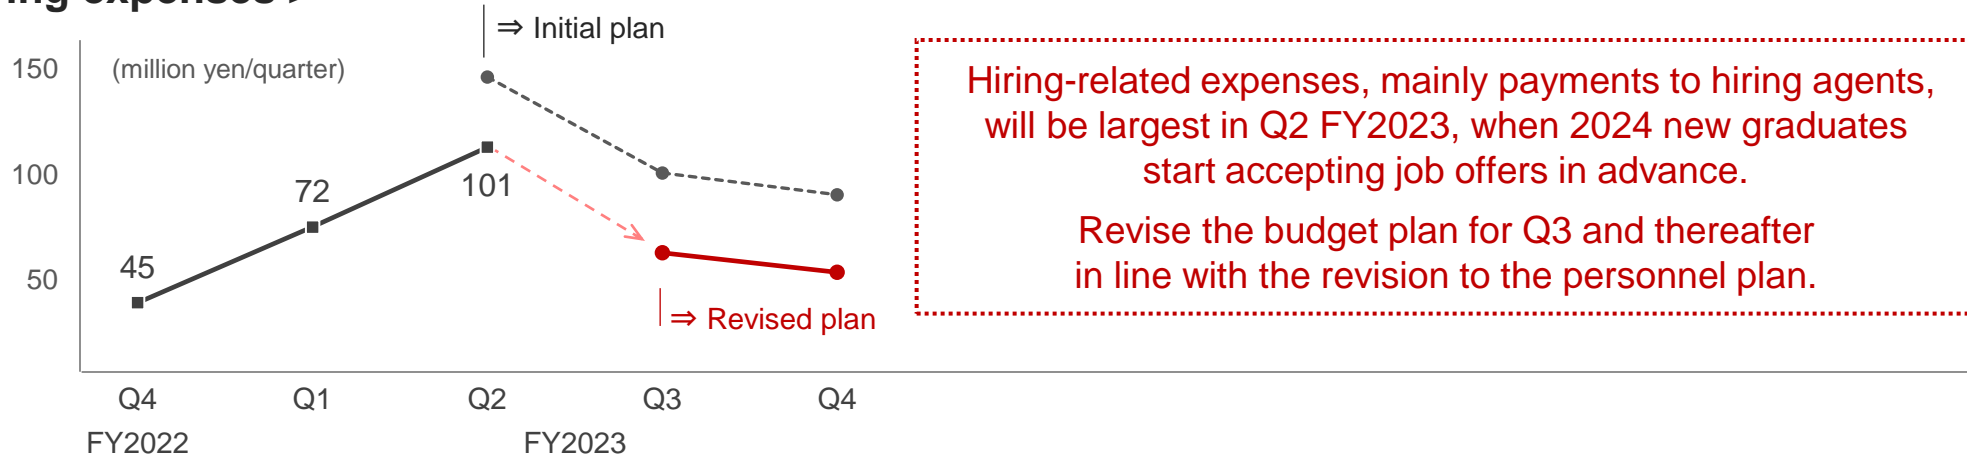 expenses >
⇒ Initial plan
150
(million yen/quarter)
100
50
45
72
101
⇒ Revised plan
Q4
Q1
Q2
Q3
Q4
FY2022
FY2023
Hiring-related expenses, mainly payments to hiring agents,
will be largest in Q2 FY2023, when 2024 new graduates
start accepting job offers in advance.
Revise the budget plan for Q3 and thereafter
in line with the revision to the personnel plan.